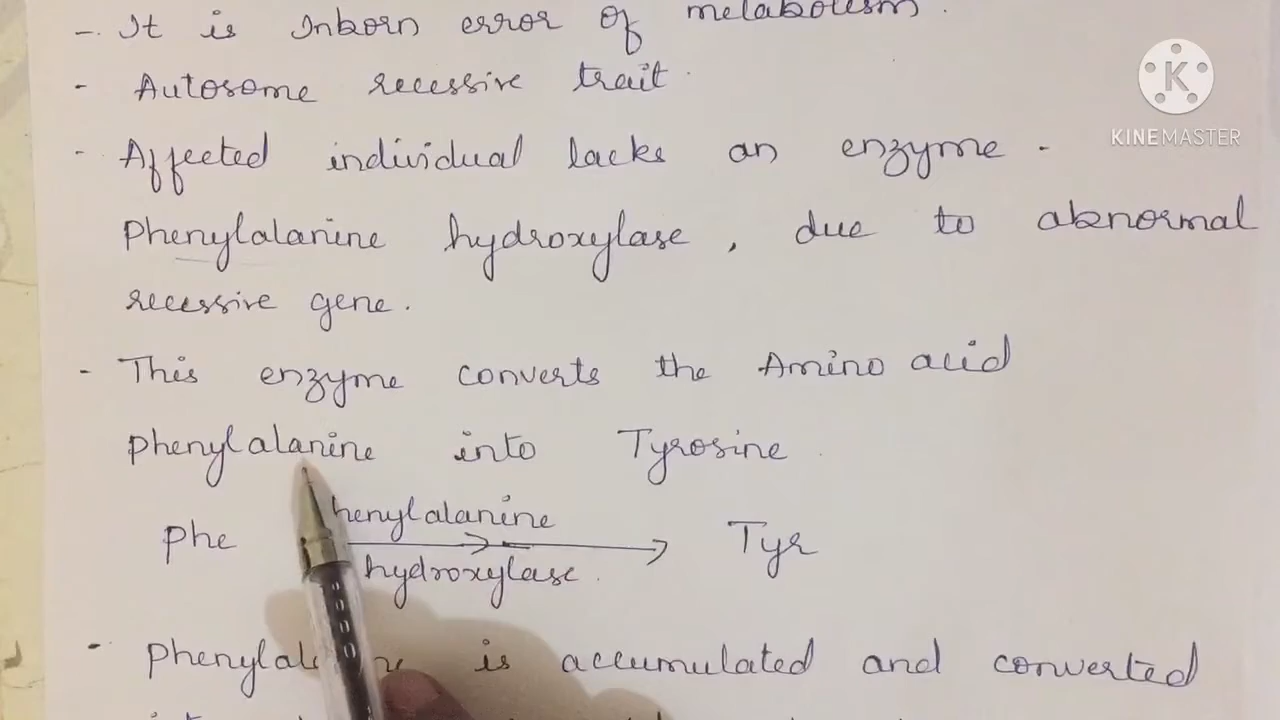 - It is Inborn error of metabolism.
- Autosome recessive trait.
- Affected individual lacks an enzyme -
Phenylalanine hydroxylase, due to abnormal
recessive gene.
- This enzyme converts the Amino acid
phenylalanine into Tyrosine.
Phe henylalanine hydroxylase. Tyr
- Phenylal is accumulated and converted
KINEMASTER